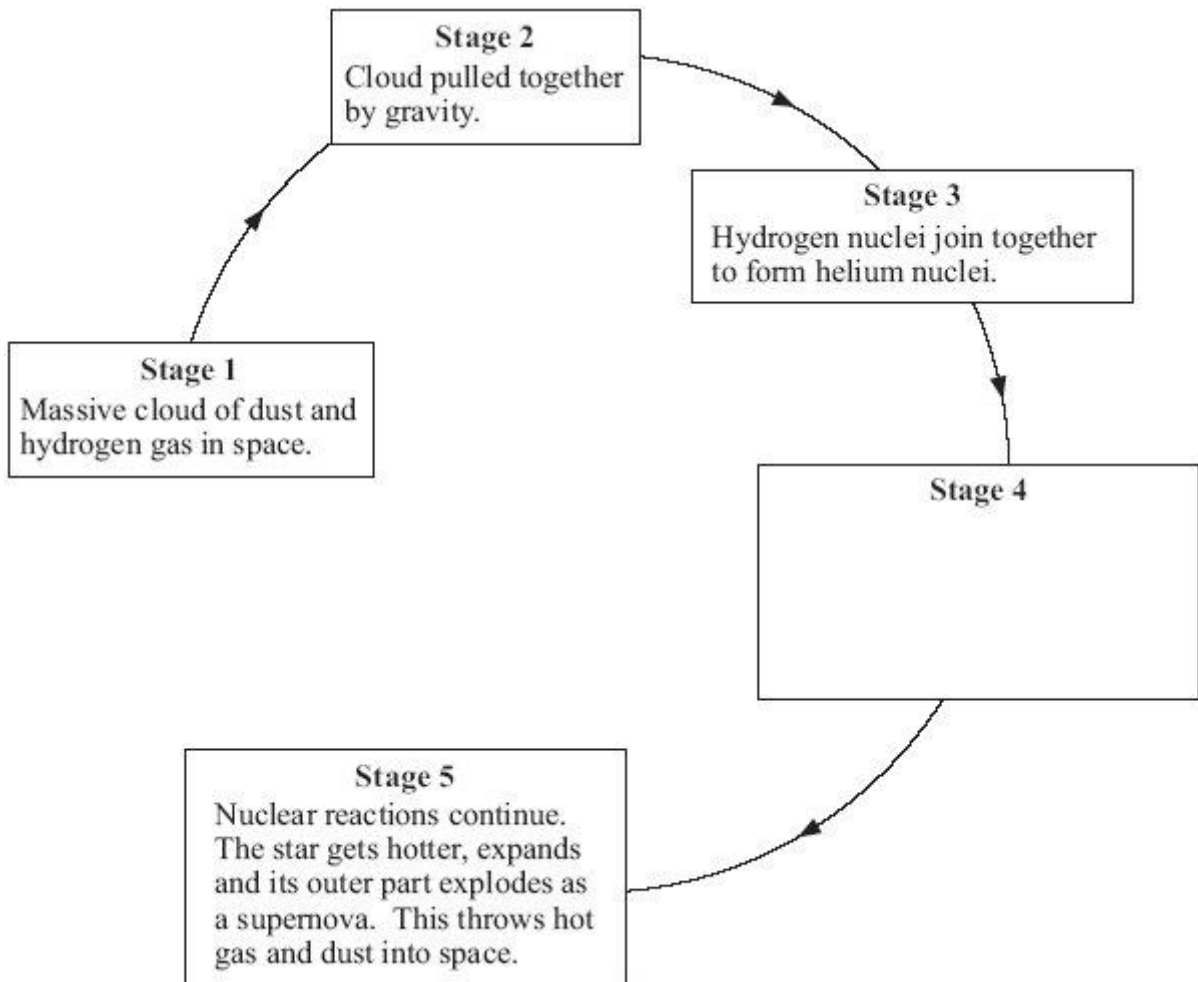 Stage 2
Cloud pulled together
by gravity.
Stage 3
Hydrogen nuclei join together
to form helium nuclei.
Stage 1
Massive cloud of dust and
hydrogen gas in space.
Stage 4
Stage 5
Nuclear reactions continue.
The star gets hotter, expands
and its outer part explodes as
a supernova. This throws hot
gas and dust into space.